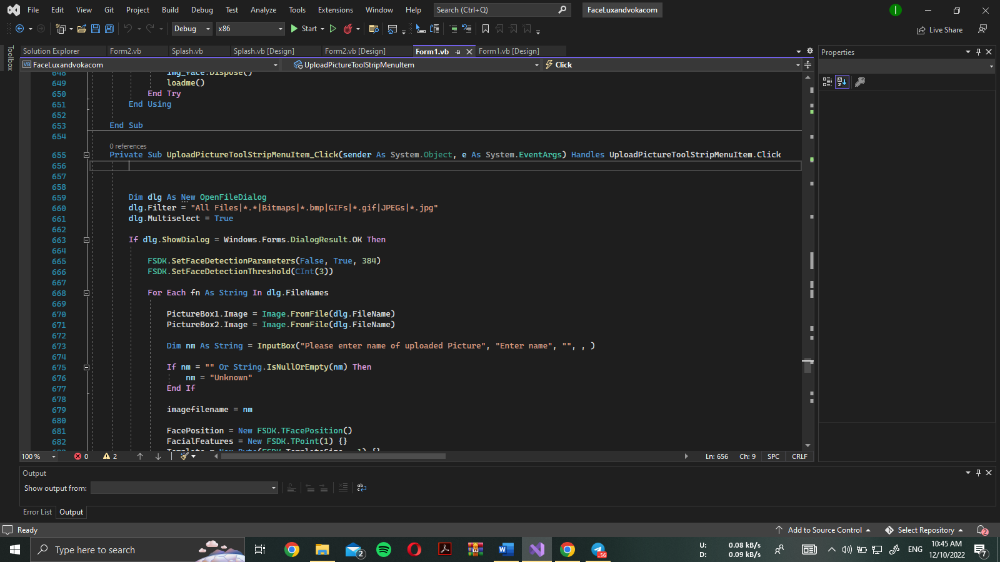 File Edit View Git Project Build Debug Test Analyze Tools Extensions Window Help Search (Ctrl+Q) FaceLuxandvokacom
Debug x86 Start Live Share
Toolbox
Solution Explorer Form2.vb Splash.vb Splash.vb [Design] Form2.vb [Design] Form1.vb Form1.vb [Design] Properties
FaceLuxandvokacom UploadPictureToolStripMenuItem Click
648 img_face.Dispose()
649 loadme()
650 End Try
651 End Using
652
653 End Sub
654
0 references
655 Private Sub UploadPictureToolStripMenuItem_Click(sender As System.Object, e As System.EventArgs) Handles UploadPictureToolStripMenuItem.Click
656
657
658
659 Dim dlg As New OpenFileDialog
660 dlg.Filter = "All Files|*.*|Bitmaps|*.bmp|GIFs|*.gif|JPEGs|*.jpg"
661 dlg.Multiselect = True
662
663 If dlg.ShowDialog = Windows.Forms.DialogResult.OK Then
664
665 FSDK.SetFaceDetectionParameters(False, True, 384)
666 FSDK.SetFaceDetectionThreshold(CInt(3))
667
668 For Each fn As String In dlg.FileNames
669
670 PictureBox1.Image = Image.FromFile(dlg.FileName)
671 PictureBox2.Image = Image.FromFile(dlg.FileName)
672
673 Dim nm As String = InputBox("Please enter name of uploaded Picture", "Enter name", "", , )
674
675 If nm = "" Or String.IsNullOrEmpty(nm) Then
676 nm = "Unknown"
677 End If
678
679 imagefilename = nm
680
681 FacePosition = New FSDK.TFacePosition()
682 FacialFeatures = New FSDK.TPoint(1) {}
683 Template = New Byte(FSDK.TemplateSize - 1) {}
100 % 0 2 Ln: 656 Ch: 9 SPC CRLF
Output
Show output from:
Error List Output
Ready Add to Source Control Select Repository 2
Type here to search 2 .56 U: 0.08 kB/s ENG 10:45 AM
D: 0.09 kB/s 12/10/2022 7